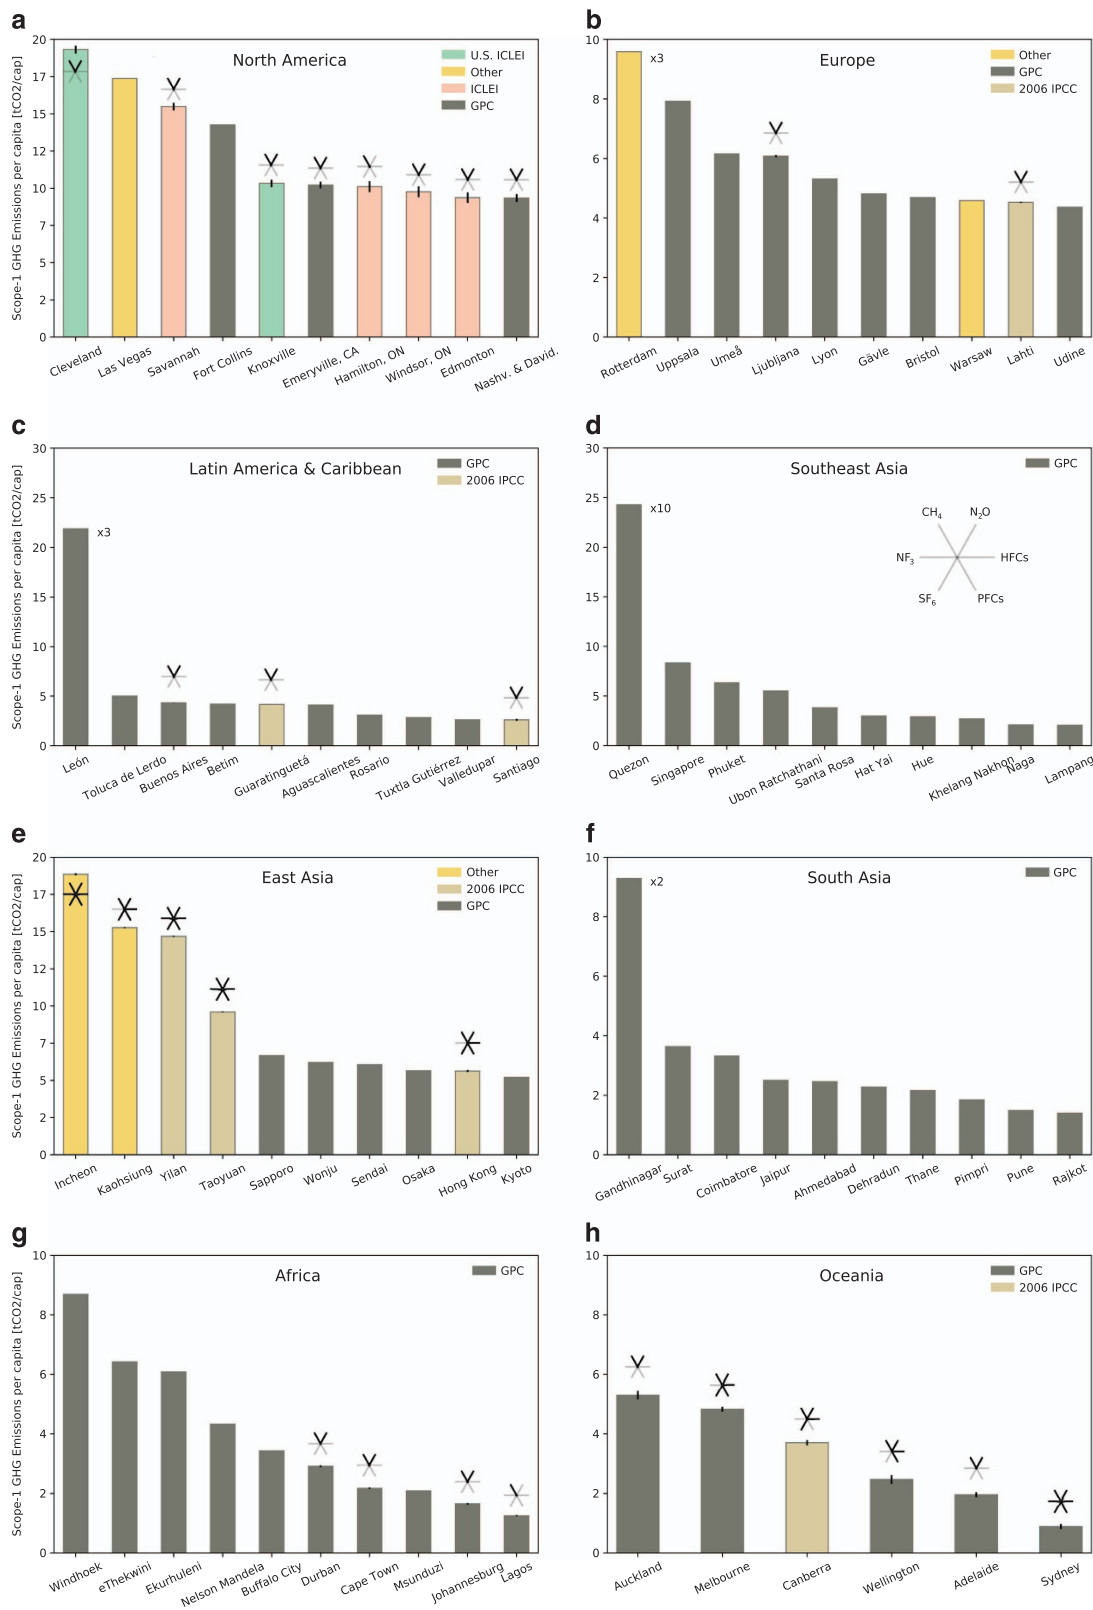 a
North America
U.S. ICLEI
Other
ICLEI
GPC
Scope-1 GHG Emissions per capita [tCO2/cap]
20
17
15
12
10
7
5
2
0
Cleveland
Las Vegas
Savannah
Fort Collins
Knoxville
Emeryville, CA
Hamilton, ON
Windsor, ON
Edmonton
Nashv. & David.
b
Europe
x3
Other
GPC
2006 IPCC
10
8
6
4
2
0
Rotterdam
Uppsala
Umeå
Ljubljana
Lyon
Gävle
Bristol
Warsaw
Lahti
Udine
c
Latin America & Caribbean
x3
GPC
2006 IPCC
Scope-1 GHG Emissions per capita [tCO2/cap]
30
25
20
15
10
5
0
León
Toluca de Lerdo
Buenos Aires
Betim
Guaratinguetá
Aguascalientes
Rosario
Tuxtla Gutiérrez
Valledupar
Santiago
d
Southeast Asia
x10
GPC
CH4
N2O
NF3
HFCs
SF6
PFCs
30
25
20
15
10
5
0
Quezon
Singapore
Phuket
Ubon Ratchathani
Santa Rosa
Hat Yai
Hue
Khelang Nakhon
Naga
Lampang
e
East Asia
Other
2006 IPCC
GPC
Scope-1 GHG Emissions per capita [tCO2/cap]
20
17
15
12
10
7
5
2
0
Incheon
Kaohsiung
Yilan
Taoyuan
Sapporo
Wonju
Sendai
Osaka
Hong Kong
Kyoto
f
South Asia
x2
GPC
10
8
6
4
2
0
Gandhinagar
Surat
Coimbatore
Jaipur
Ahmedabad
Dehradun
Thane
Pimpri
Pune
Rajkot
g
Africa
GPC
Scope-1 GHG Emissions per capita [tCO2/cap]
10
8
6
4
2
0
Windhoek
eThekwini
Ekurhuleni
Nelson Mandela
Buffalo City
Durban
Cape Town
Msunduzi
Johannesburg
Lagos
h
Oceania
GPC
2006 IPCC
10
8
6
4
2
0
Auckland
Melbourne
Canberra
Wellington
Adelaide
Sydney